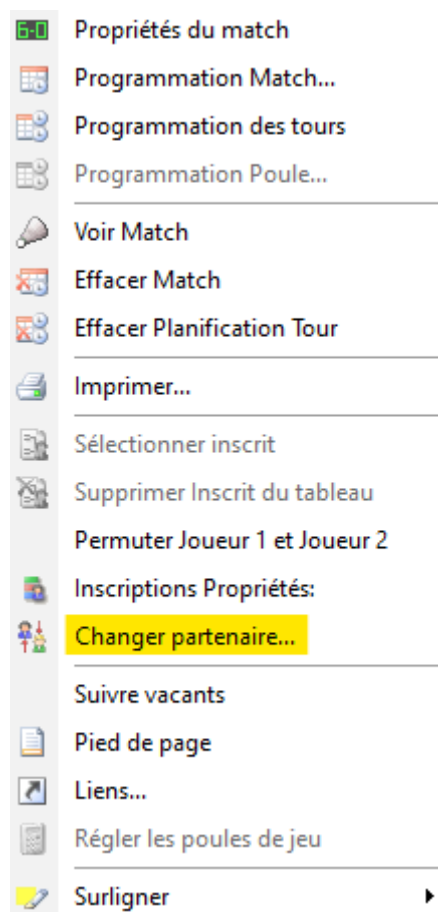 6-0 Propriétés du match
Programmation Match...
Programmation des tours
Programmation Poule...
Voir Match
Effacer Match
Effacer Planification Tour
Imprimer...
Sélectionner inscrit
Supprimer Inscrit du tableau
Permuter Joueur 1 et Joueur 2
Inscriptions Propriétés:
Changer partenaire...
Suivre vacants
Pied de page
Liens...
Régler les poules de jeu
Surligner